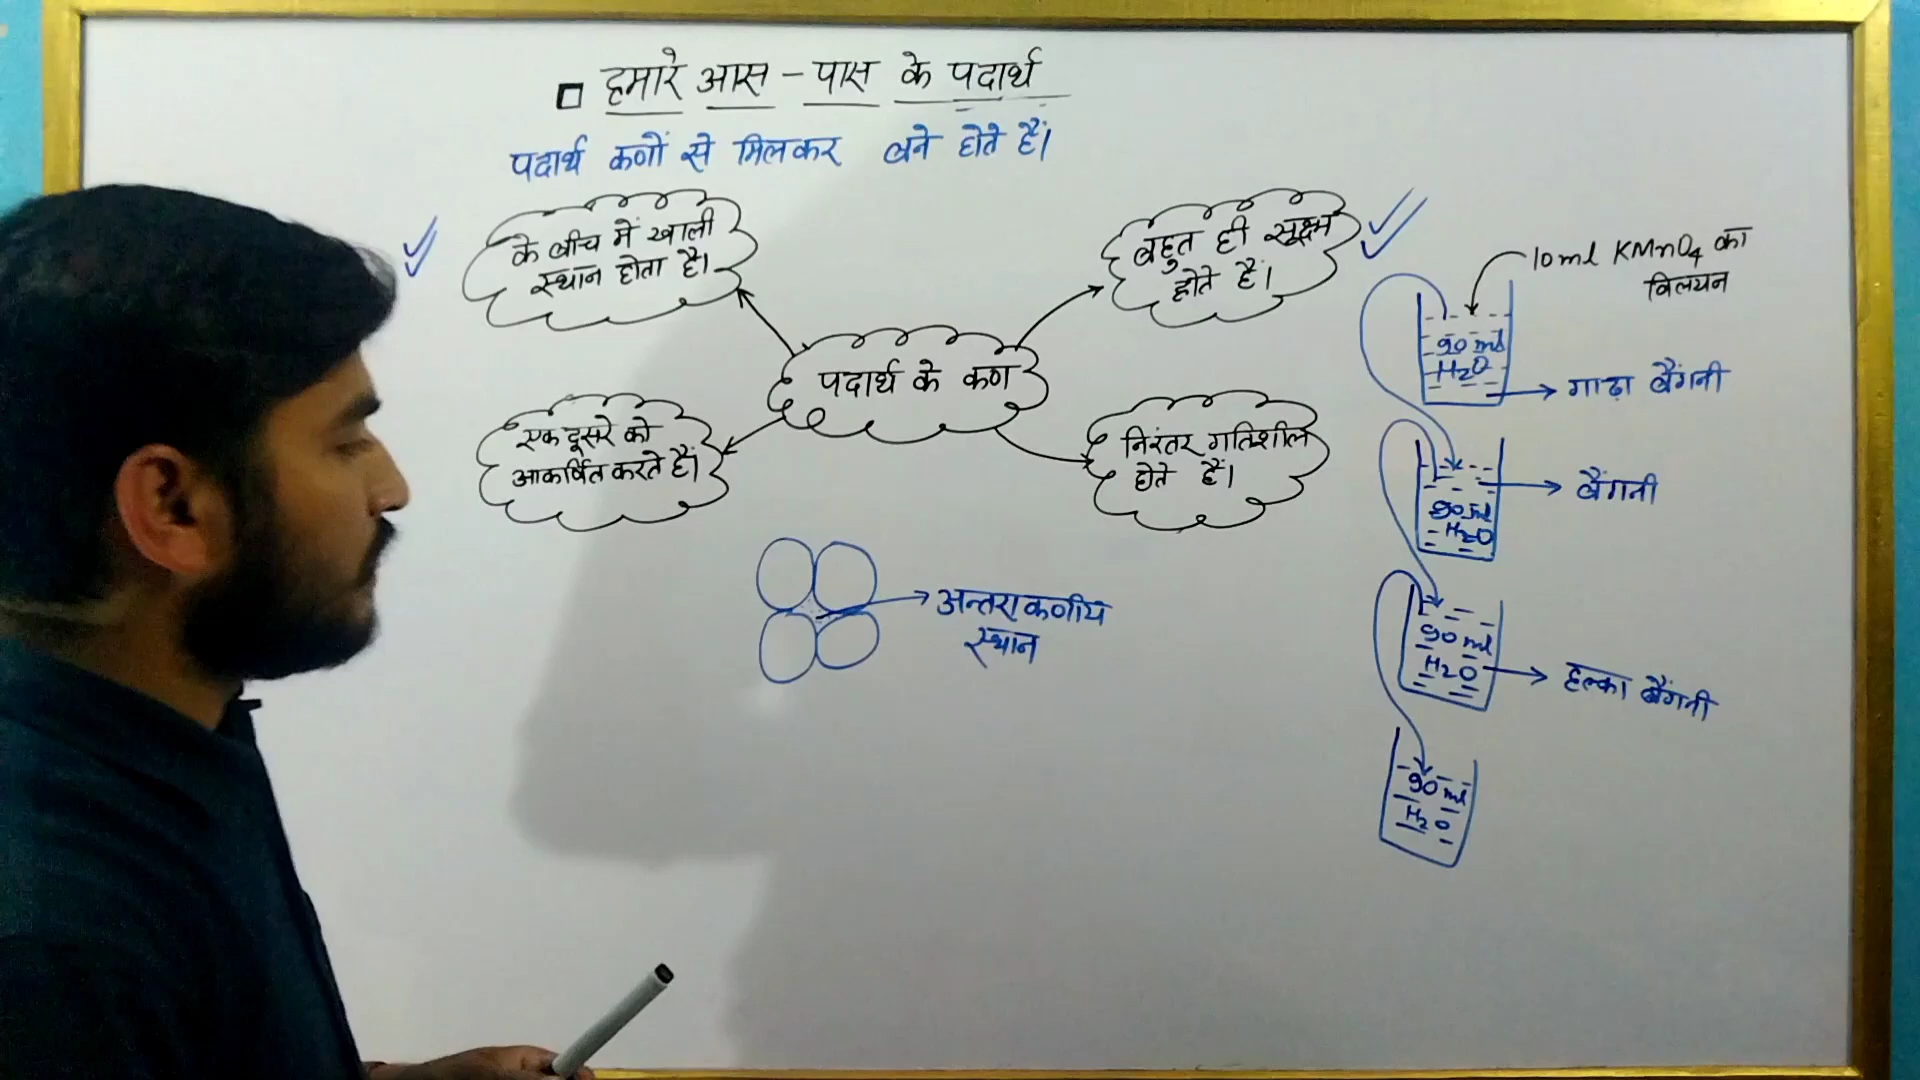 हमारे आस - पास के पदार्थ
पदार्थ कणों से मिलकर बने होते हैं।
के बीच में खाली
स्थान होता है।
बहुत ही सूक्ष्म
होते हैं।
पदार्थ के कण
एक दूसरे को
आकर्षित करते हैं।
निरंतर गतिशील
होते हैं।
अन्तराकणीय
स्थान
10ml KMnO4 का
विलयन
90 ml
H2O
गाढ़ा बैंगनी
90 ml
H2O
बैंगनी
90 ml
H2O
हल्का बैंगनी
90 ml
H2O